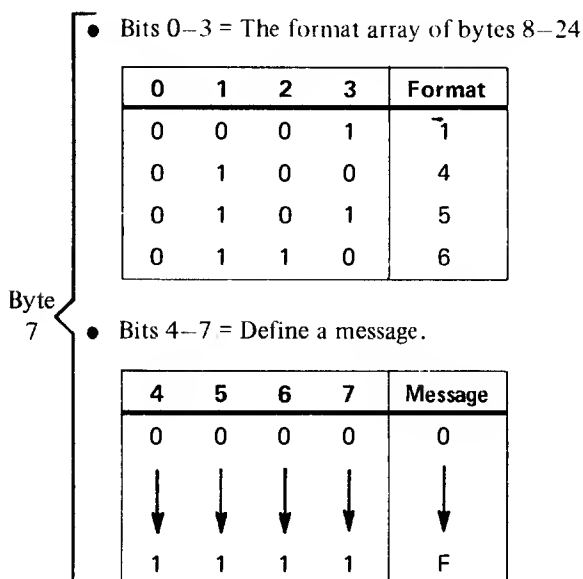 ● Bits 0–3 = The format array of bytes 8–24
0 1 2 3 Format
0 0 0 1 1
0 1 0 0 4
0 1 0 1 5
0 1 1 0 6
Byte
7
● Bits 4–7 = Define a message.
4 5 6 7 Message
0 0 0 0 0
1 1 1 1 F